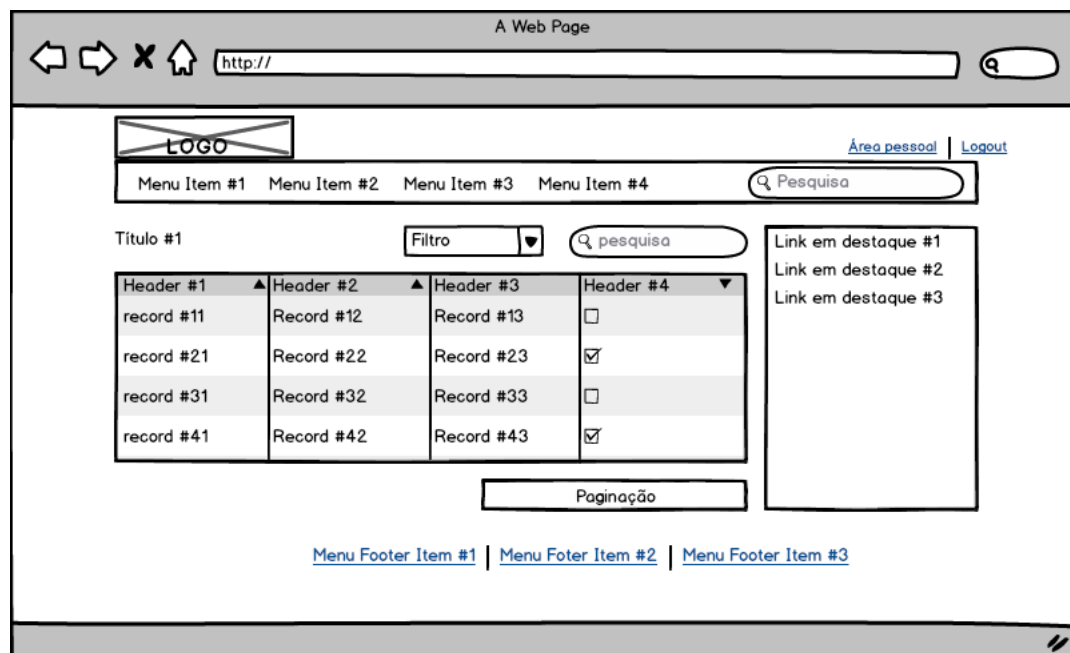 A Web Page
http://
LOGO
Área pessoal Logout
Menu Item #1 Menu Item #2 Menu Item #3 Menu Item #4 Pesquisa
Título #1 Filtro pesquisa
Link em destaque #1
Link em destaque #2
Link em destaque #3
Header #1 Header #2 Header #3 Header #4
record #11 Record #12 Record #13
record #21 Record #22 Record #23
record #31 Record #32 Record #33
record #41 Record #42 Record #43
Paginação
Menu Footer Item #1 Menu Foter Item #2 Menu Footer Item #3